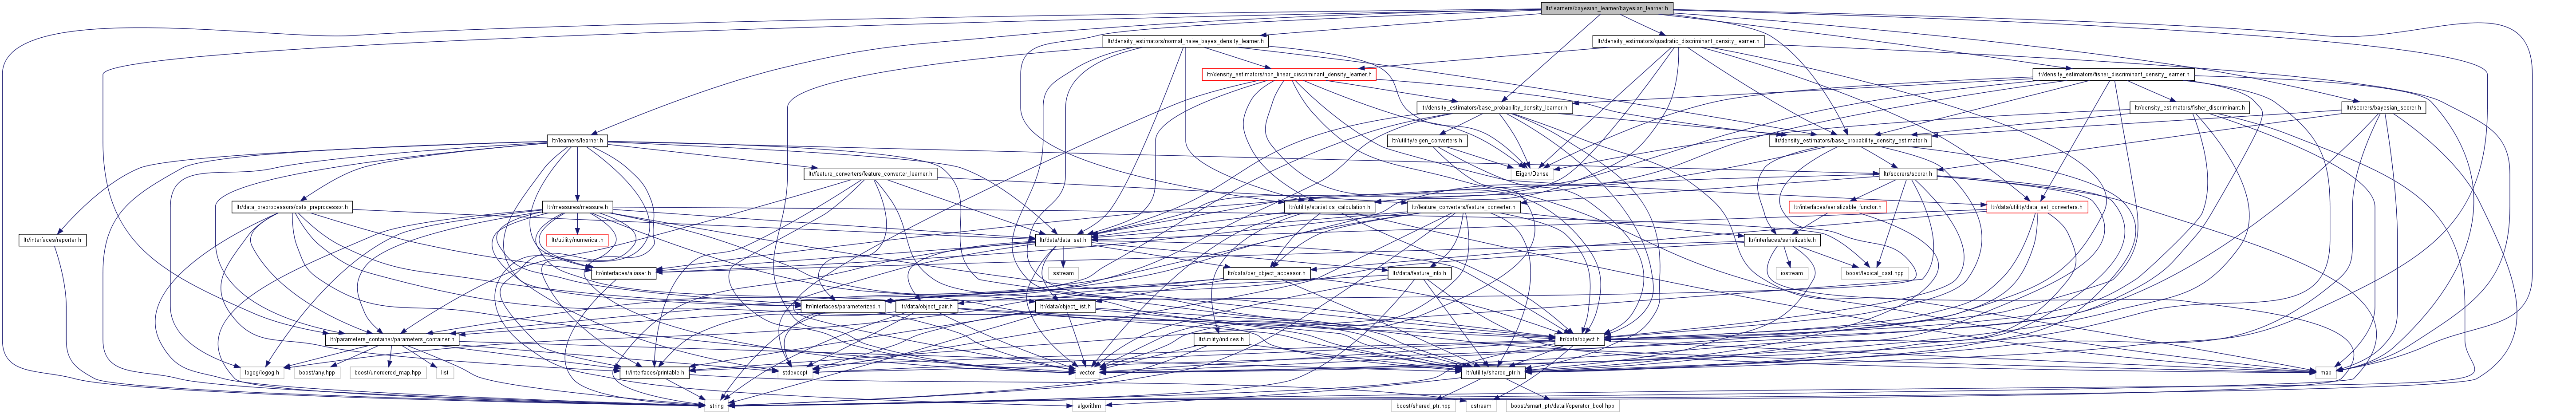 ltr/learners/bayesian_learner/bayesian_learner.h
ltr/density_estimators/normal_naive_bayes_density_learner.h
ltr/density_estimators/quadratic_discriminant_density_learner.h
ltr/density_estimators/non_linear_discriminant_density_learner.h
ltr/density_estimators/fisher_discriminant_density_learner.h
ltr/density_estimators/base_probability_density_learner.h
ltr/density_estimators/fisher_discriminant.h
ltr/scorers/bayesian_scorer.h
ltr/learners/learner.h
ltr/utility/eigen_converters.h
ltr/density_estimators/base_probability_density_estimator.h
ltr/feature_converters/feature_converter_learner.h
Eigen/Dense
ltr/scorers/scorer.h
ltr/data_preprocessors/data_preprocessor.h
ltr/measures/measure.h
ltr/utility/statistics_calculation.h
ltr/feature_converters/feature_converter.h
ltr/interfaces/serializable_functor.h
ltr/data/utility/data_set_converters.h
ltr/interfaces/reporter.h
ltr/utility/numerical.h
ltr/data/data_set.h
ltr/interfaces/serializable.h
ltr/interfaces/aliaser.h
sstream
ltr/data/per_object_accessor.h
ltr/data/feature_info.h
iostream
boost/lexical_cast.hpp
ltr/interfaces/parameterized.h
ltr/data/object_pair.h
ltr/data/object_list.h
ltr/parameters_container/parameters_container.h
ltr/utility/indices.h
ltr/data/object.h
logog/logog.h
boost/any.hpp
boost/unordered_map.hpp
list
ltr/interfaces/printable.h
stdexcept
vector
ltr/utility/shared_ptr.h
map
string
algorithm
boost/shared_ptr.hpp
ostream
boost/smart_ptr/detail/operator_bool.hpp